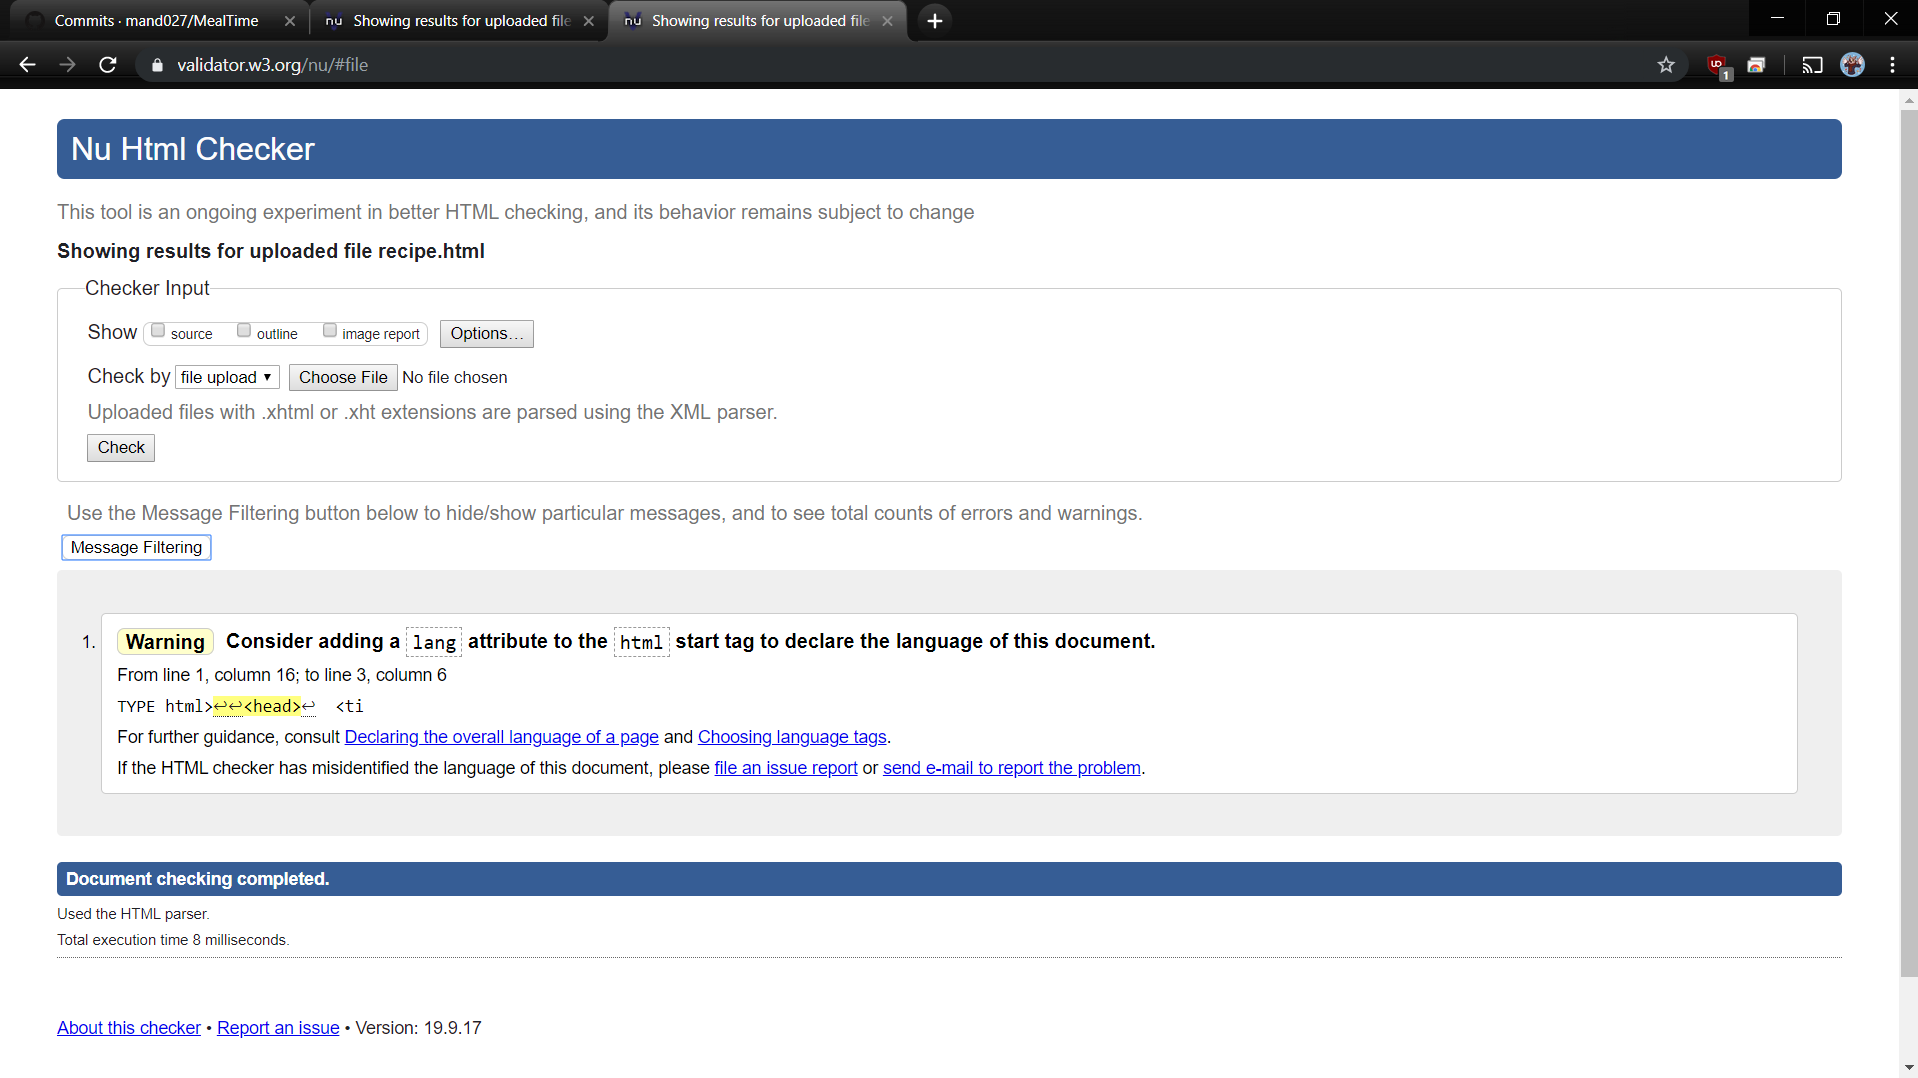 Commits · mand027/MealTime
nu Showing results for uploaded file
nu Showing results for uploaded file
validator.w3.org/nu/#file
1
Nu Html Checker
This tool is an ongoing experiment in better HTML checking, and its behavior remains subject to change
Showing results for uploaded file recipe.html
Checker Input
Show source outline image report Options…
Check by file upload Choose File No file chosen
Uploaded files with .xhtml or .xht extensions are parsed using the XML parser.
Check
Use the Message Filtering button below to hide/show particular messages, and to see total counts of errors and warnings.
Message Filtering
1. Warning Consider adding a lang attribute to the html start tag to declare the language of this document.
From line 1, column 16; to line 3, column 6
TYPE html>↩↩<head>↩ <ti
For further guidance, consult Declaring the overall language of a page and Choosing language tags.
If the HTML checker has misidentified the language of this document, please file an issue report or send e-mail to report the problem.
Document checking completed.
Used the HTML parser.
Total execution time 8 milliseconds.
About this checker • Report an issue • Version: 19.9.17